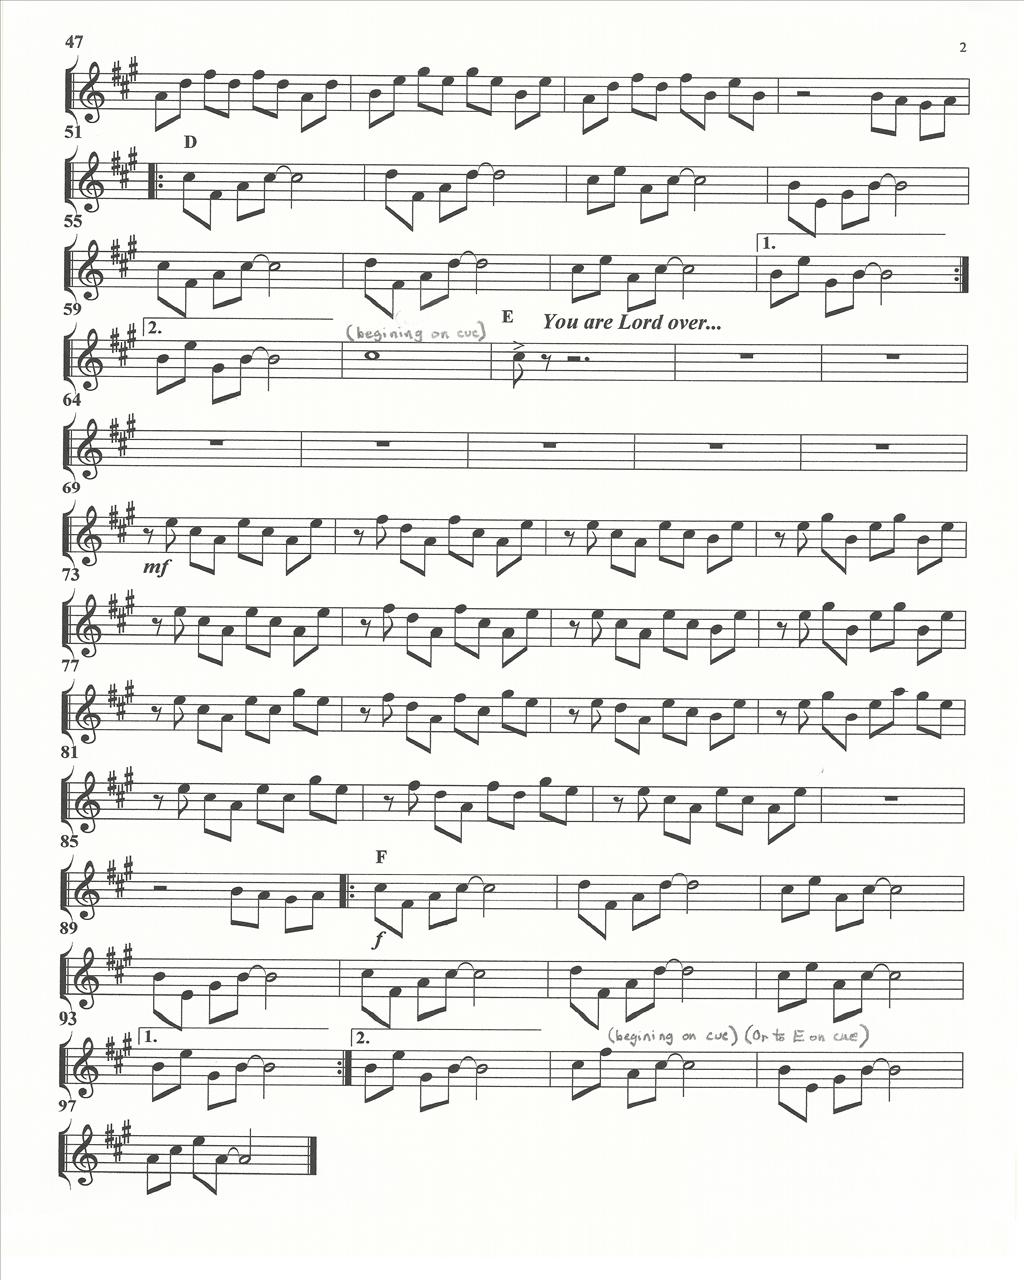 47
2
51
D
55
1.
59
2.
(begining on cue)
E
You are Lord over...
64
69
mf
73
77
81
85
F
f
89
93
1.
2.
(begining on cue) (Or to E on cue)
97